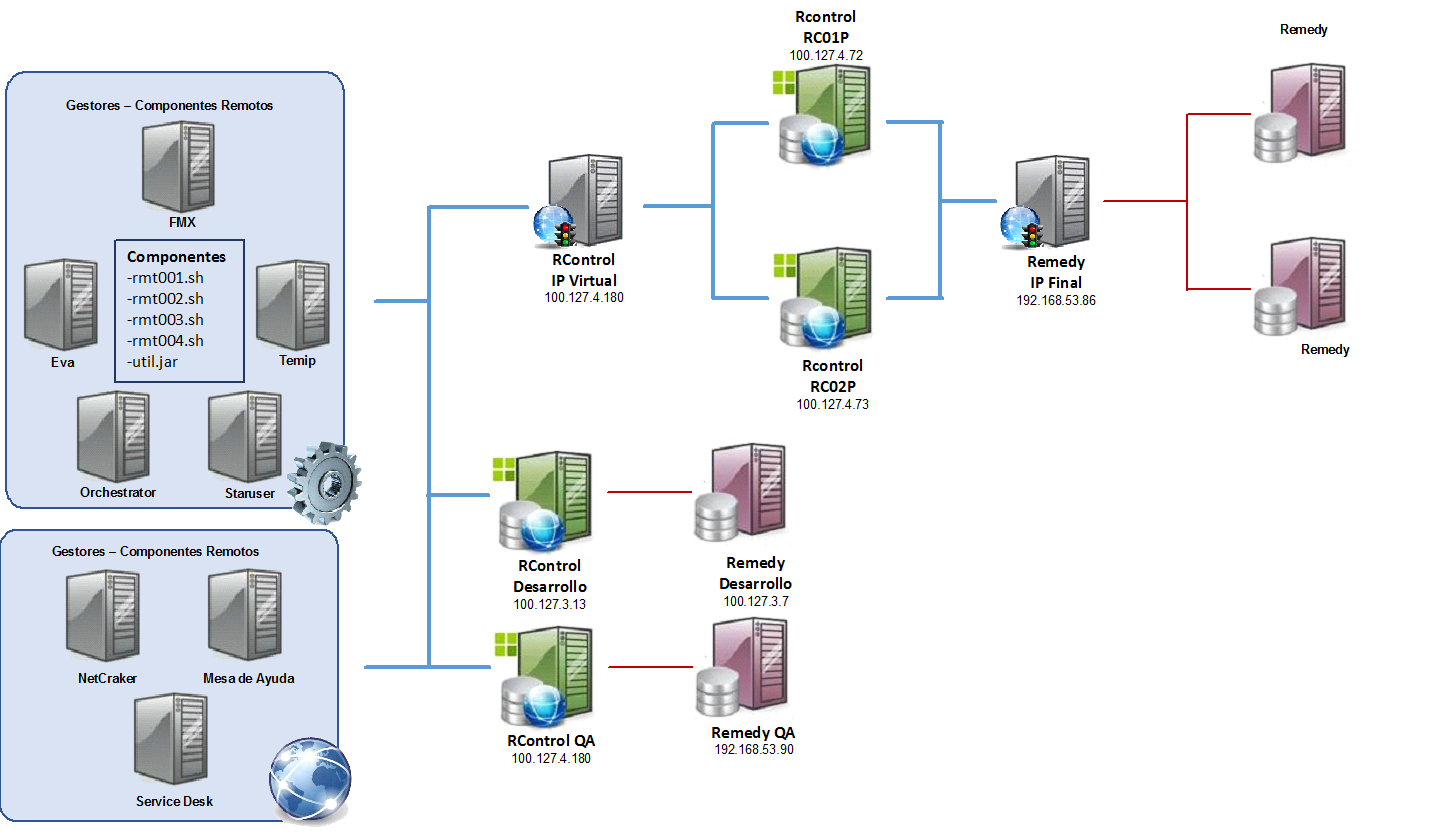 Gestores – Componentes Remotos
FMX
Componentes
-rmt001.sh
-rmt002.sh
-rmt003.sh
-rmt004.sh
-util.jar
Eva
Temip
Orchestrator
Staruser
Gestores – Componentes Remotos
NetCraker
Mesa de Ayuda
Service Desk
RControl
IP Virtual
100.127.4.180
Rcontrol
RC01P
100.127.4.72
Rcontrol
RC02P
100.127.4.73
Remedy
IP Final
192.168.53.86
Remedy
Remedy
RControl
Desarrollo
100.127.3.13
Remedy
Desarrollo
100.127.3.7
RControl QA
100.127.4.180
Remedy QA
192.168.53.90